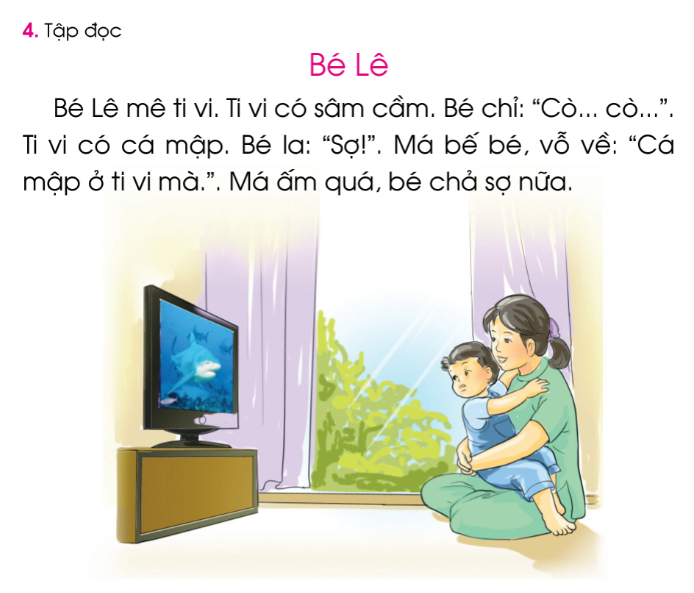 4. Tập đọc
Bé Lê
Bé Lê mê ti vi. Ti vi có sâm cầm. Bé chỉ: “Cò... cò...”.
Ti vi có cá mập. Bé la: “Sợ!”. Má bế bé, vỗ về: “Cá
mập ở ti vi mà.”. Má ấm quá, bé chả sợ nữa.